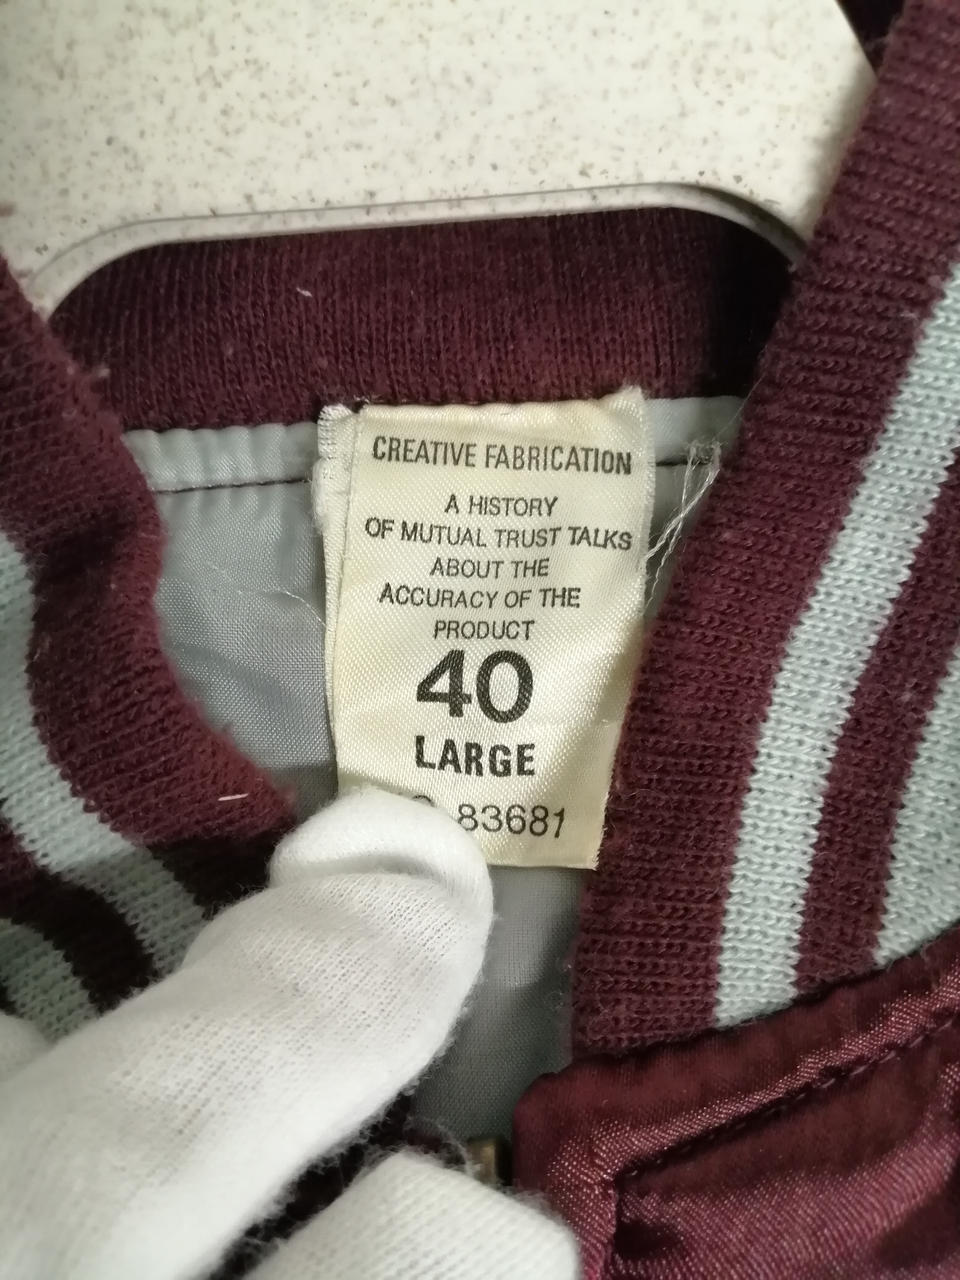 CREATIVE FABRICATION
A HISTORY
OF MUTUAL TRUST TALKS
ABOUT THE
ACCURACY OF THE
PRODUCT
40
LARGE
83681